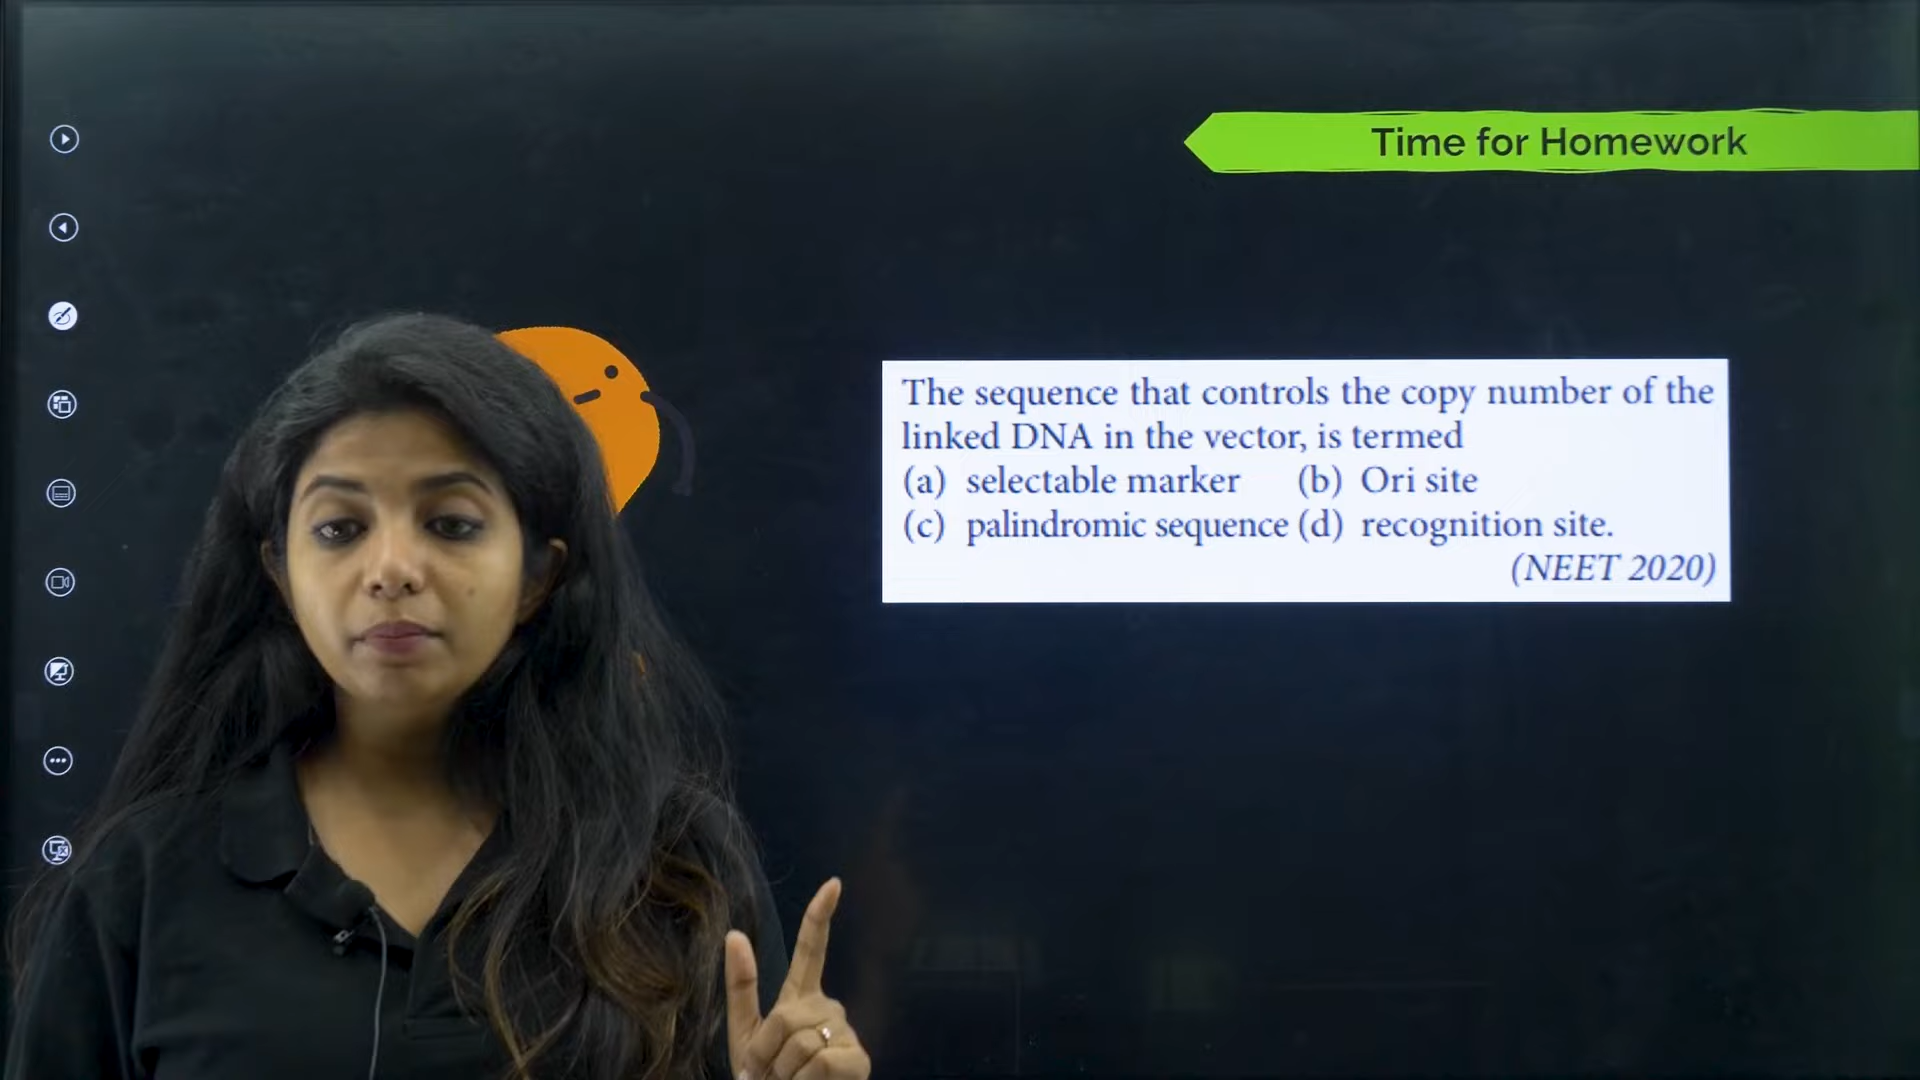 Time for Homework
The sequence that controls the copy number of the
linked DNA in the vector, is termed
(a) selectable marker (b) Ori site
(c) palindromic sequence (d) recognition site.
(NEET 2020)